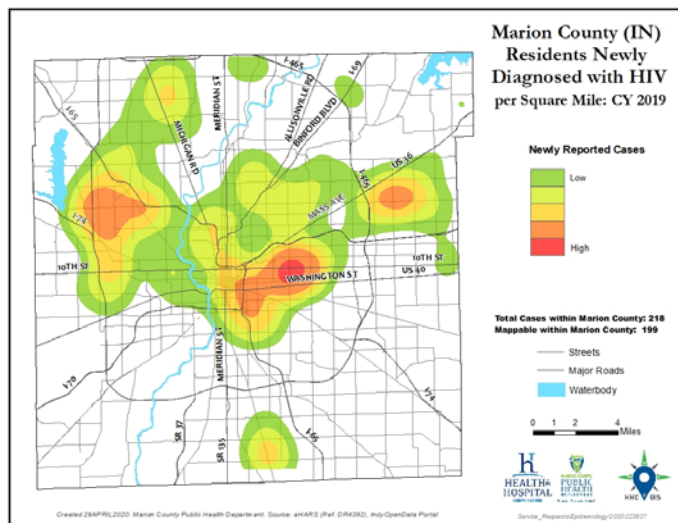 Marion County (IN)
Residents Newly
Diagnosed with HIV
per Square Mile: CY 2019
Newly Reported Cases
Low
High
Total Cases within Marion County: 218
Mappable within Marion County: 199
Streets
Major Roads
Waterbody
0 1 2 4
Miles
HEALTH&
HOSPITAL
PUBLIC
HEALTH
HHC GIS
I-465
I-69
ALLISONVILLE RD
BINFORD BLVD
MERIDIAN ST
MICHIGAN RD
I-65
US 36
MASS AVE
I-465
I-74
10TH ST
10TH ST
WASHINGTON ST
US 40
MERIDIAN ST
I-70
SR 37
SR 135
I-65
I-74
Created 29APRIL2020. Marion County Public Health Department. Source: eHARS (Ref. DR4392), IndyOpenData Portal